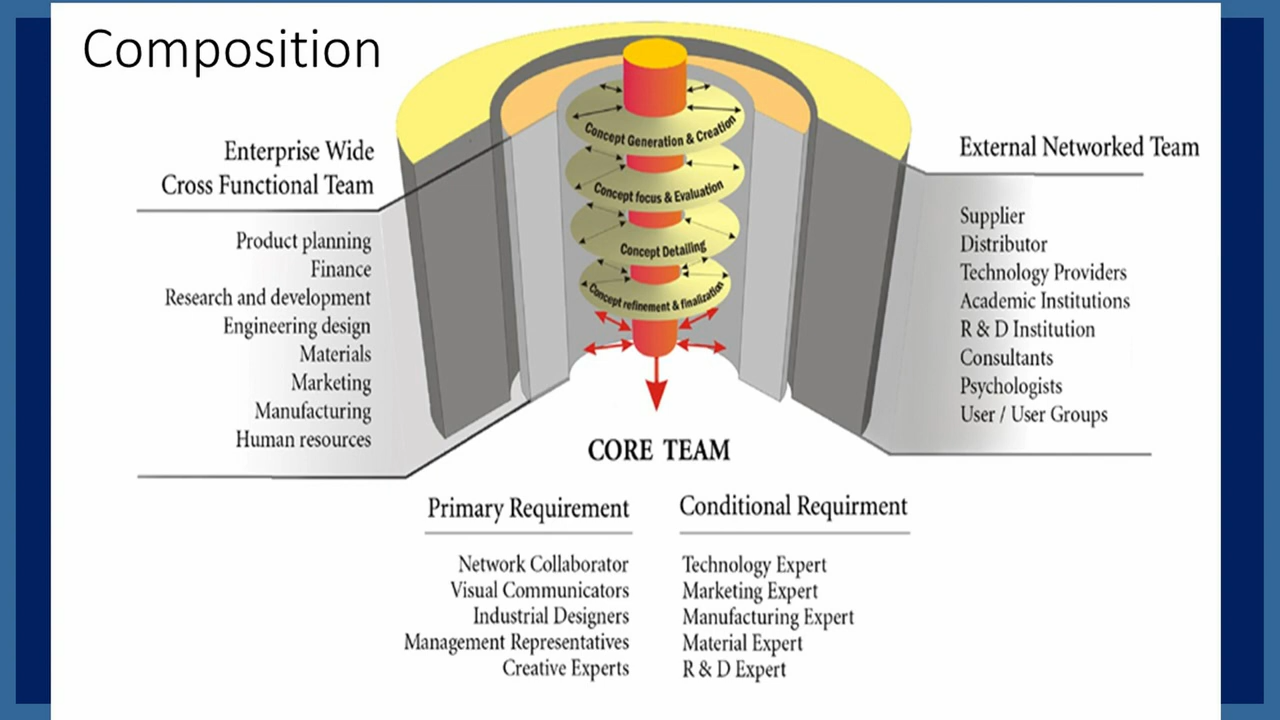 Composition
Concept Generation & Creation
Concept focus & Evaluation
Concept Detailing
Concept refinement & finalization
Enterprise Wide
Cross Functional Team
Product planning
Finance
Research and development
Engineering design
Materials
Marketing
Manufacturing
Human resources
External Networked Team
Supplier
Distributor
Technology Providers
Academic Institutions
R & D Institution
Consultants
Psychologists
User / User Groups
CORE TEAM
Primary Requirement
Network Collaborator
Visual Communicators
Industrial Designers
Management Representatives
Creative Experts
Conditional Requirment
Technology Expert
Marketing Expert
Manufacturing Expert
Material Expert
R & D Expert